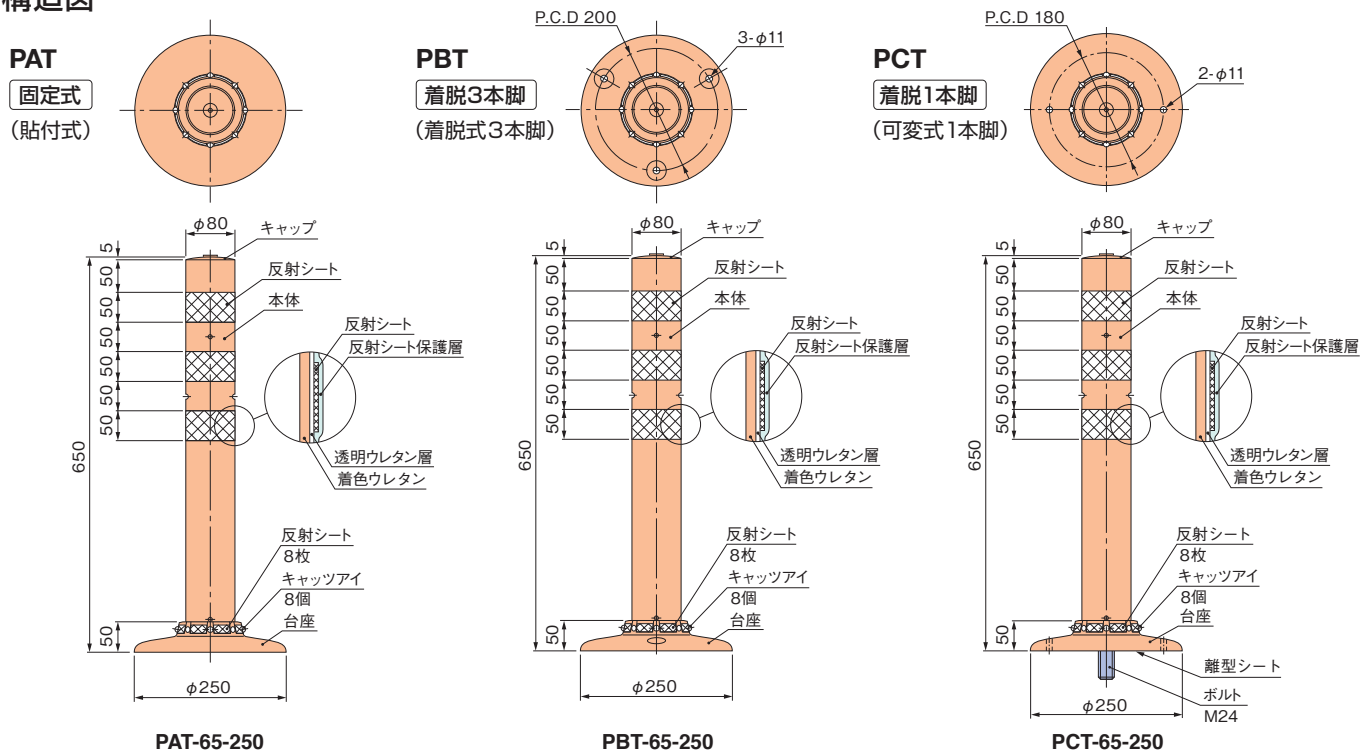 構造図
PAT
固定式
(貼付式)
φ80
キャップ
反射シート
本体
反射シート
反射シート保護層
透明ウレタン層
着色ウレタン
5
50
50
50
50
50
50
650
反射シート
8枚
キャッツアイ
8個
台座
50
φ250
PAT-65-250
P.C.D 200
3-φ11
PBT
着脱3本脚
(着脱式3本脚)
φ80
キャップ
反射シート
本体
反射シート
反射シート保護層
透明ウレタン層
着色ウレタン
5
50
50
50
50
50
50
650
反射シート
8枚
キャッツアイ
8個
台座
50
φ250
PBT-65-250
P.C.D 180
2-φ11
PCT
着脱1本脚
(可変式1本脚)
φ80
キャップ
反射シート
本体
反射シート
反射シート保護層
透明ウレタン層
着色ウレタン
5
50
50
50
50
50
50
650
反射シート
8枚
キャッツアイ
8個
台座
50
離型シート
ボルト
M24
φ250
PCT-65-250